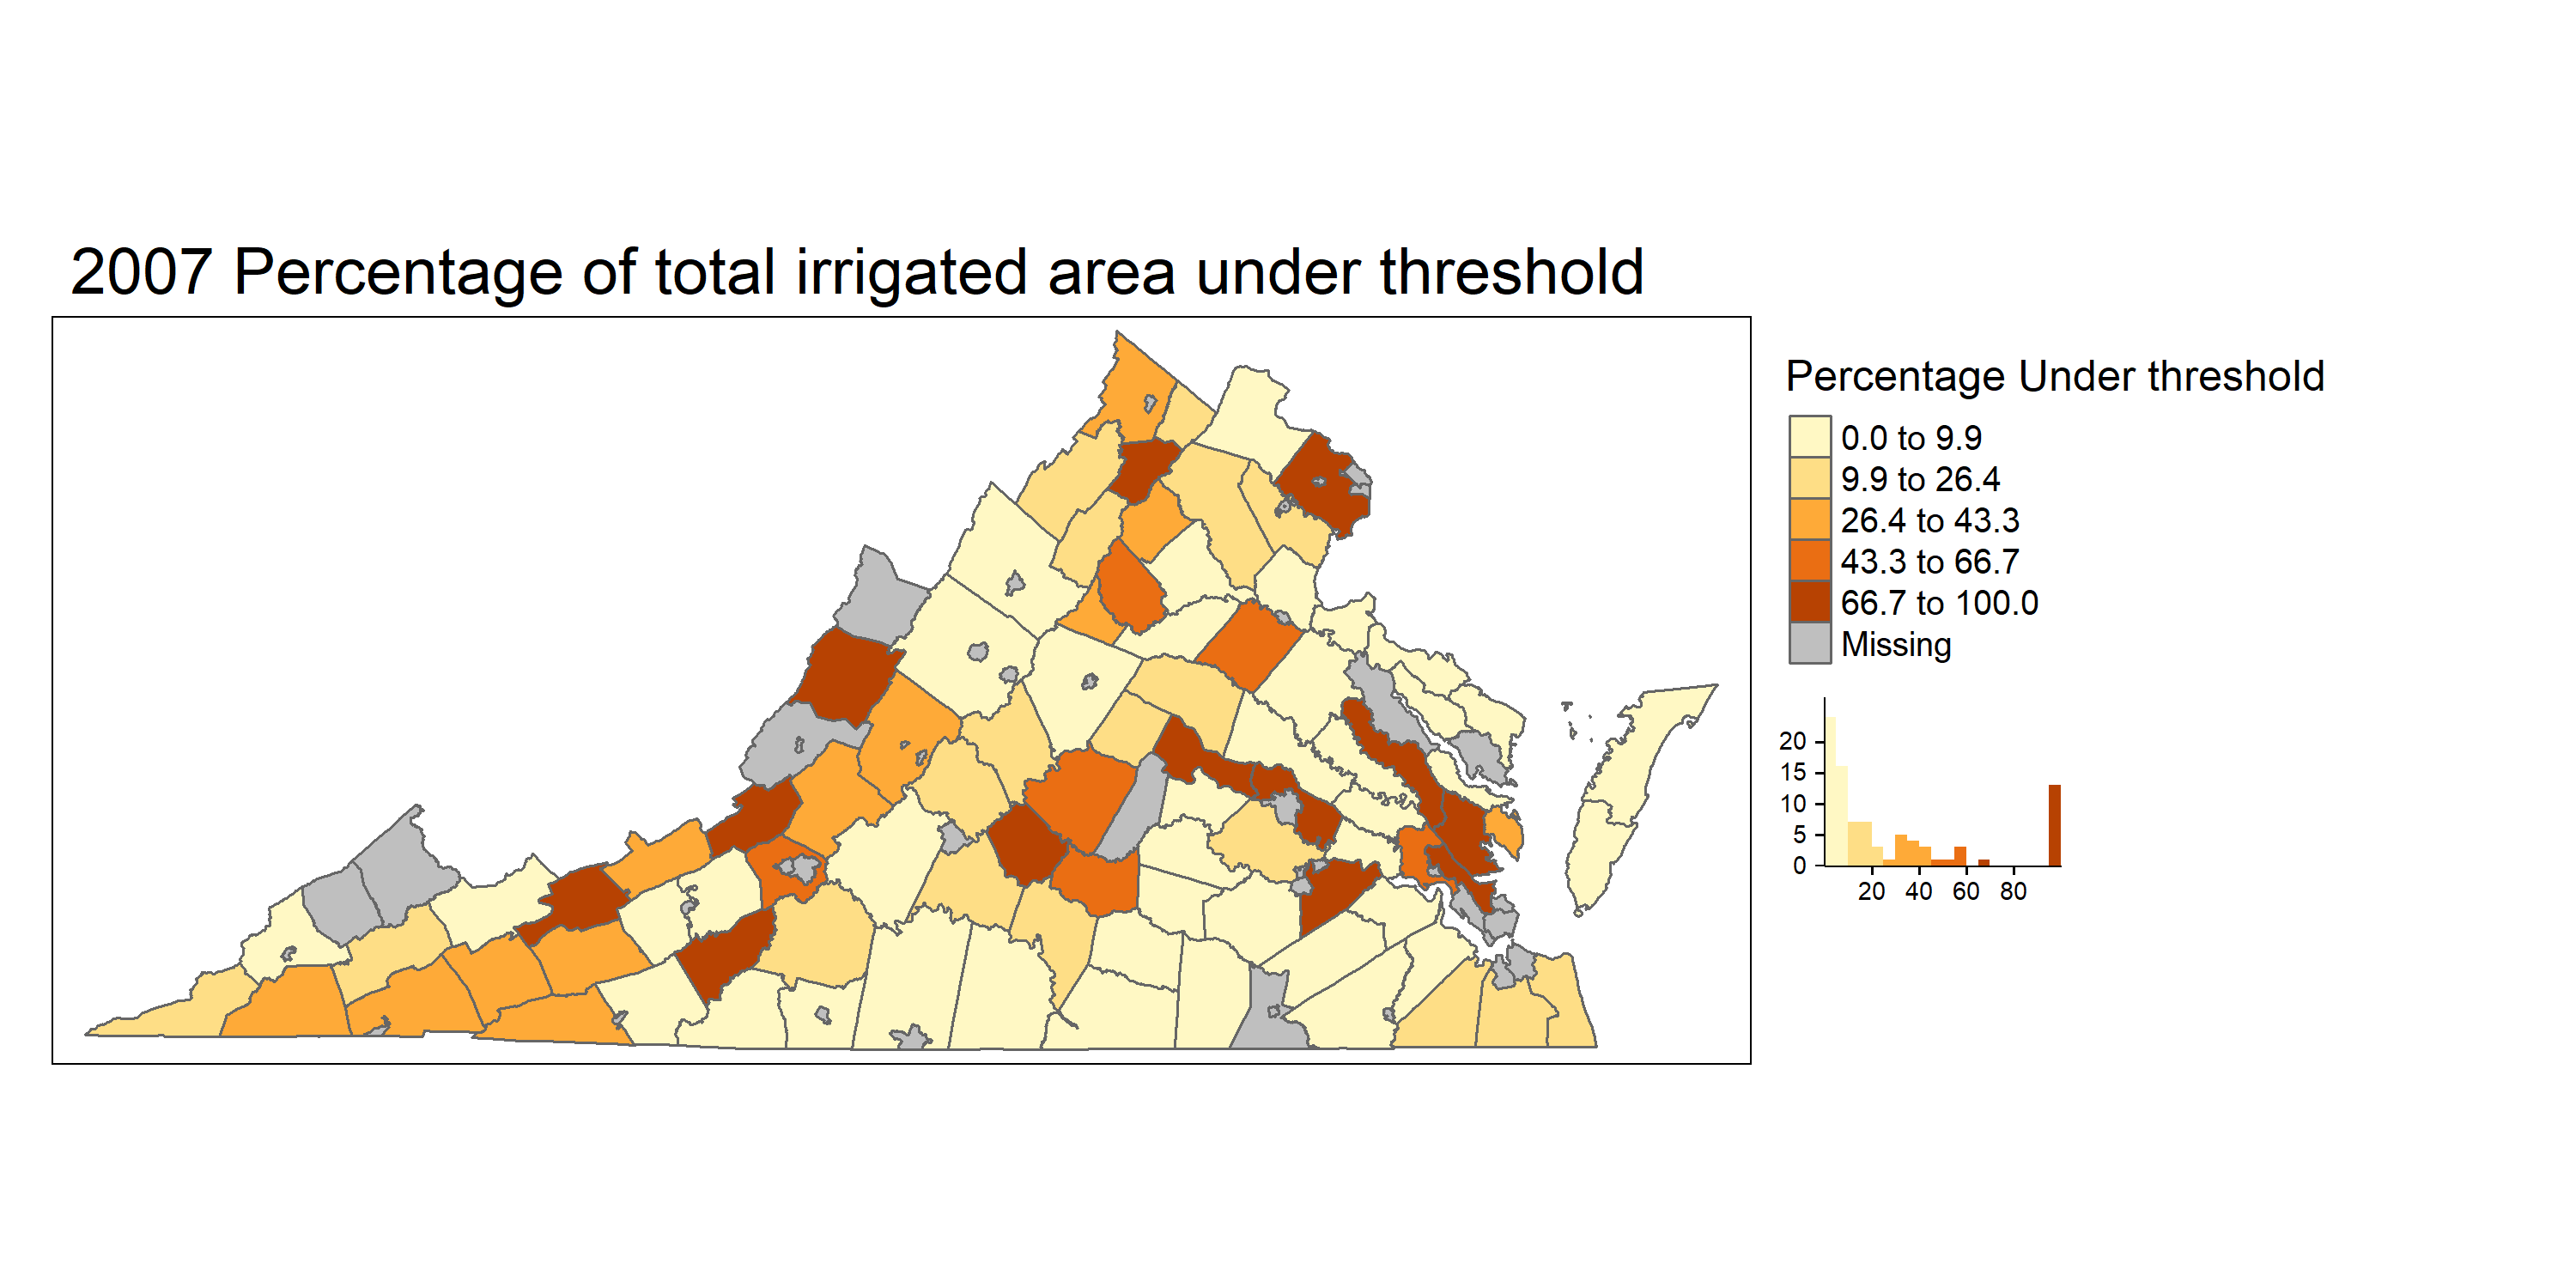 2007 Percentage of total irrigated area under threshold
Percentage Under threshold
0.0 to 9.9
9.9 to 26.4
26.4 to 43.3
43.3 to 66.7
66.7 to 100.0
Missing
20
15
10
5
0
20 40 60 80